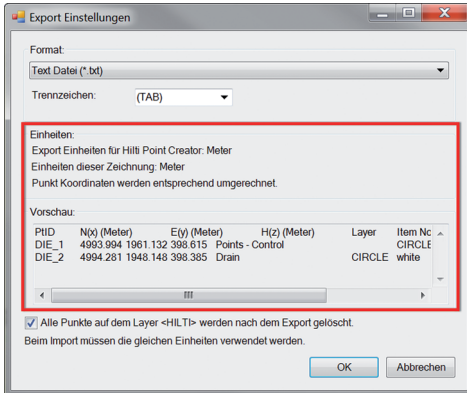 Export Einstellungen
Format:
Text Datei (*.txt)
Trennzeichen: (TAB)
Einheiten:
Export Einheiten für Hilti Point Creator: Meter
Einheiten dieser Zeichnung: Meter
Punkt Koordinaten werden entsprechend umgerechnet.
Vorschau:
PtID N(x) (Meter) E(y) (Meter) H(z) (Meter) Layer Item Nc
DIE_1 4993.994 1961.132 398.615 Points - Control CIRCLE
DIE_2 4994.281 1948.148 398.385 Drain CIRCLE white
Alle Punkte auf dem Layer <HILTI> werden nach dem Export gelöscht.
Beim Import müssen die gleichen Einheiten verwendet werden.
OK Abbrechen